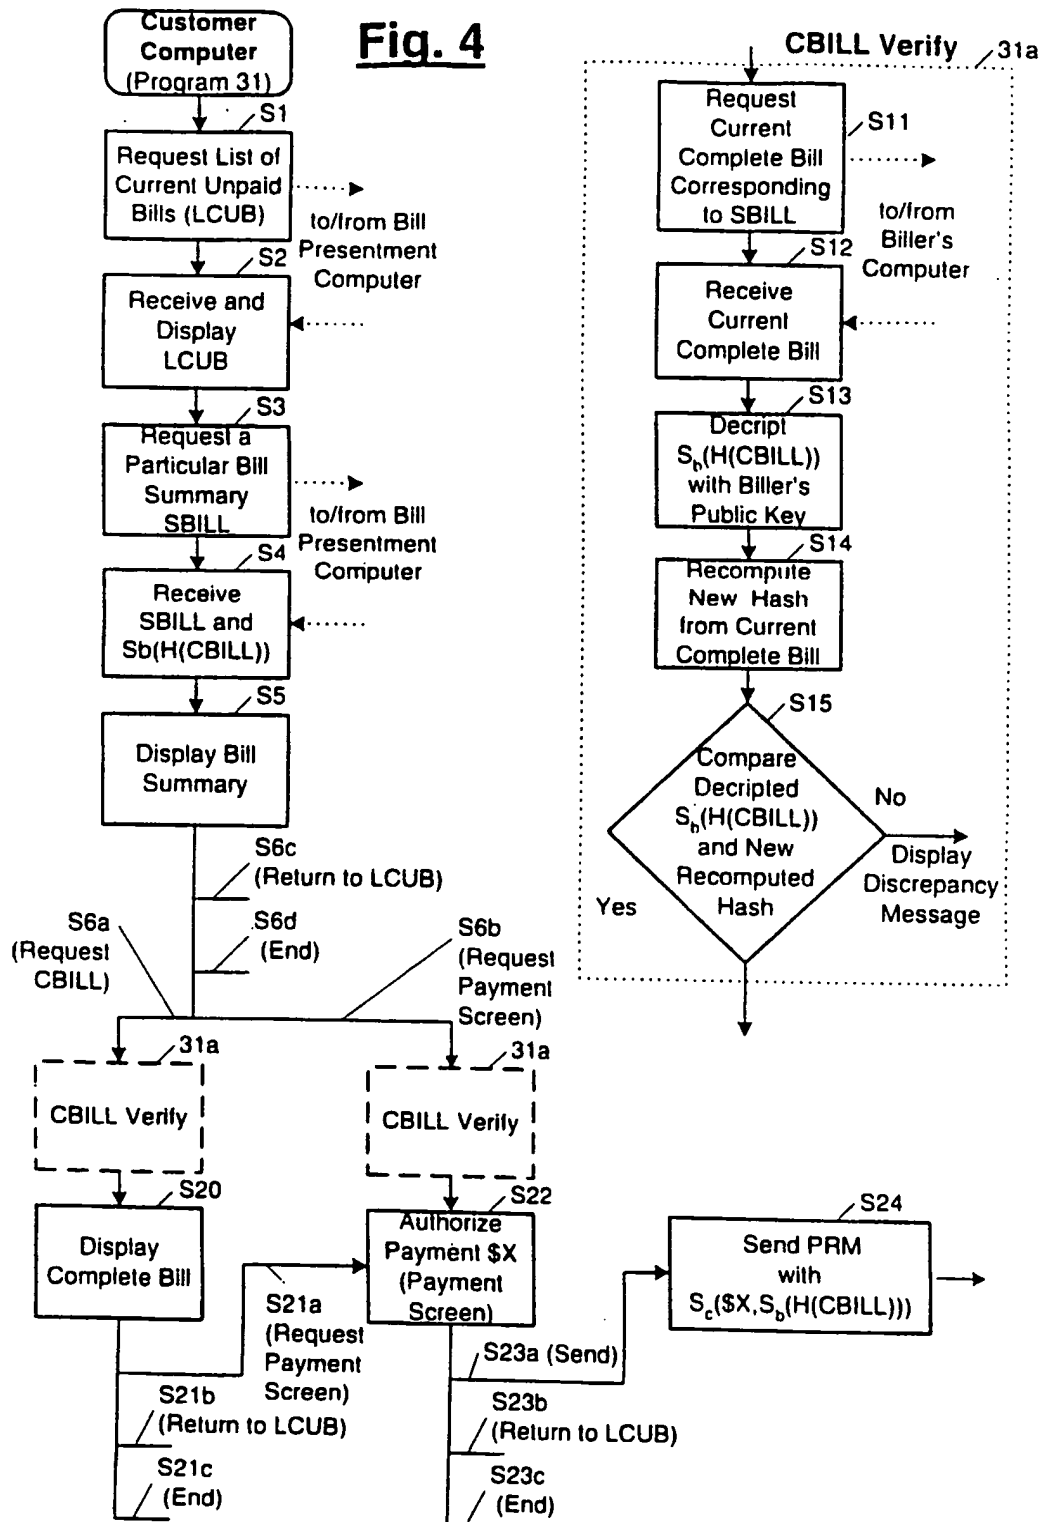 Customer
Computer
(Program 31)
Fig. 4
S1
Request List of
Current Unpaid
Bills (LCUB)
to/from Bill
Presentment
Computer
S2
Receive and
Display
LCUB
S3
Request a
Particular Bill
Summary
SBILL
to/from Bill
Presentment
Computer
S4
Receive
SBILL and
Sb(H(CBILL))
S5
Display Bill
Summary
S6c
(Return to LCUB)
S6d
(End)
S6a
(Request
CBILL)
S6b
(Request
Payment
Screen)
31a
CBILL Verify
31a
CBILL Verify
S20
Display
Complete Bill
S21a
(Request
Payment
Screen)
S21b
(Return to LCUB)
S21c
(End)
S22
Authorize
Payment $X
(Payment
Screen)
S23a (Send)
S23b
(Return to LCUB)
S23c
(End)
S24
Send PRM
with
Sc($X,Sb(H(CBILL)))
CBILL Verify
31a
Request
Current
Complete Bill
Corresponding
to SBILL
S11
to/from
Biller's
Computer
S12
Receive
Current
Complete Bill
S13
Decript
Sb(H(CBILL))
with Biller's
Public Key
S14
Recompute
New Hash
from Current
Complete Bill
S15
Compare
Decripted
Sb(H(CBILL))
and New
Recomputed
Hash
No
Display
Discrepancy
Message
Yes